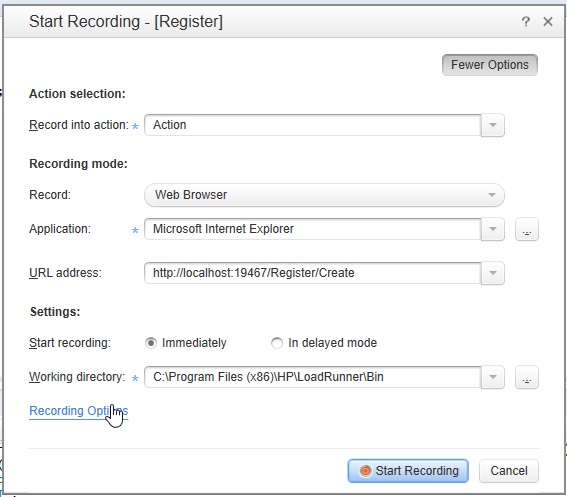 Start Recording - [Register]
? ×
Fewer Options
Action selection:
Record into action: * Action
Recording mode:
Record: Web Browser
Application: * Microsoft Internet Explorer ...
URL address: http://localhost:19467/Register/Create
Settings:
Start recording: Immediately In delayed mode
Working directory: * C:\Program Files (x86)\HP\LoadRunner\Bin ...
Recording Options
Start Recording Cancel